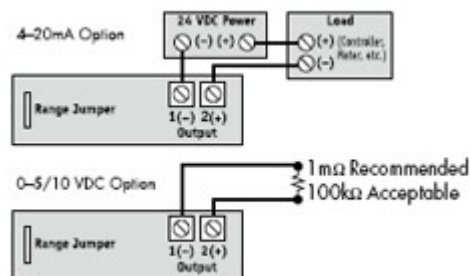 4–20mA Option
24 VDC Power
(–) (+)
Load
(+) (Controller,
Meter, etc.)
(–)
Range Jumper
1(–) 2(+)
Output
0–5/10 VDC Option
1mΩ Recommended
100kΩ Acceptable
Range Jumper
1(–) 2(+)
Output